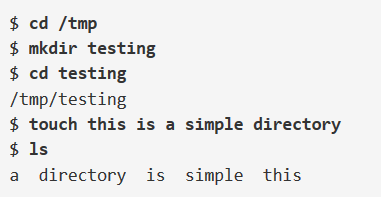 $ cd /tmp
$ mkdir testing
$ cd testing
/tmp/testing
$ touch this is a simple directory
$ ls
a  directory  is  simple  this